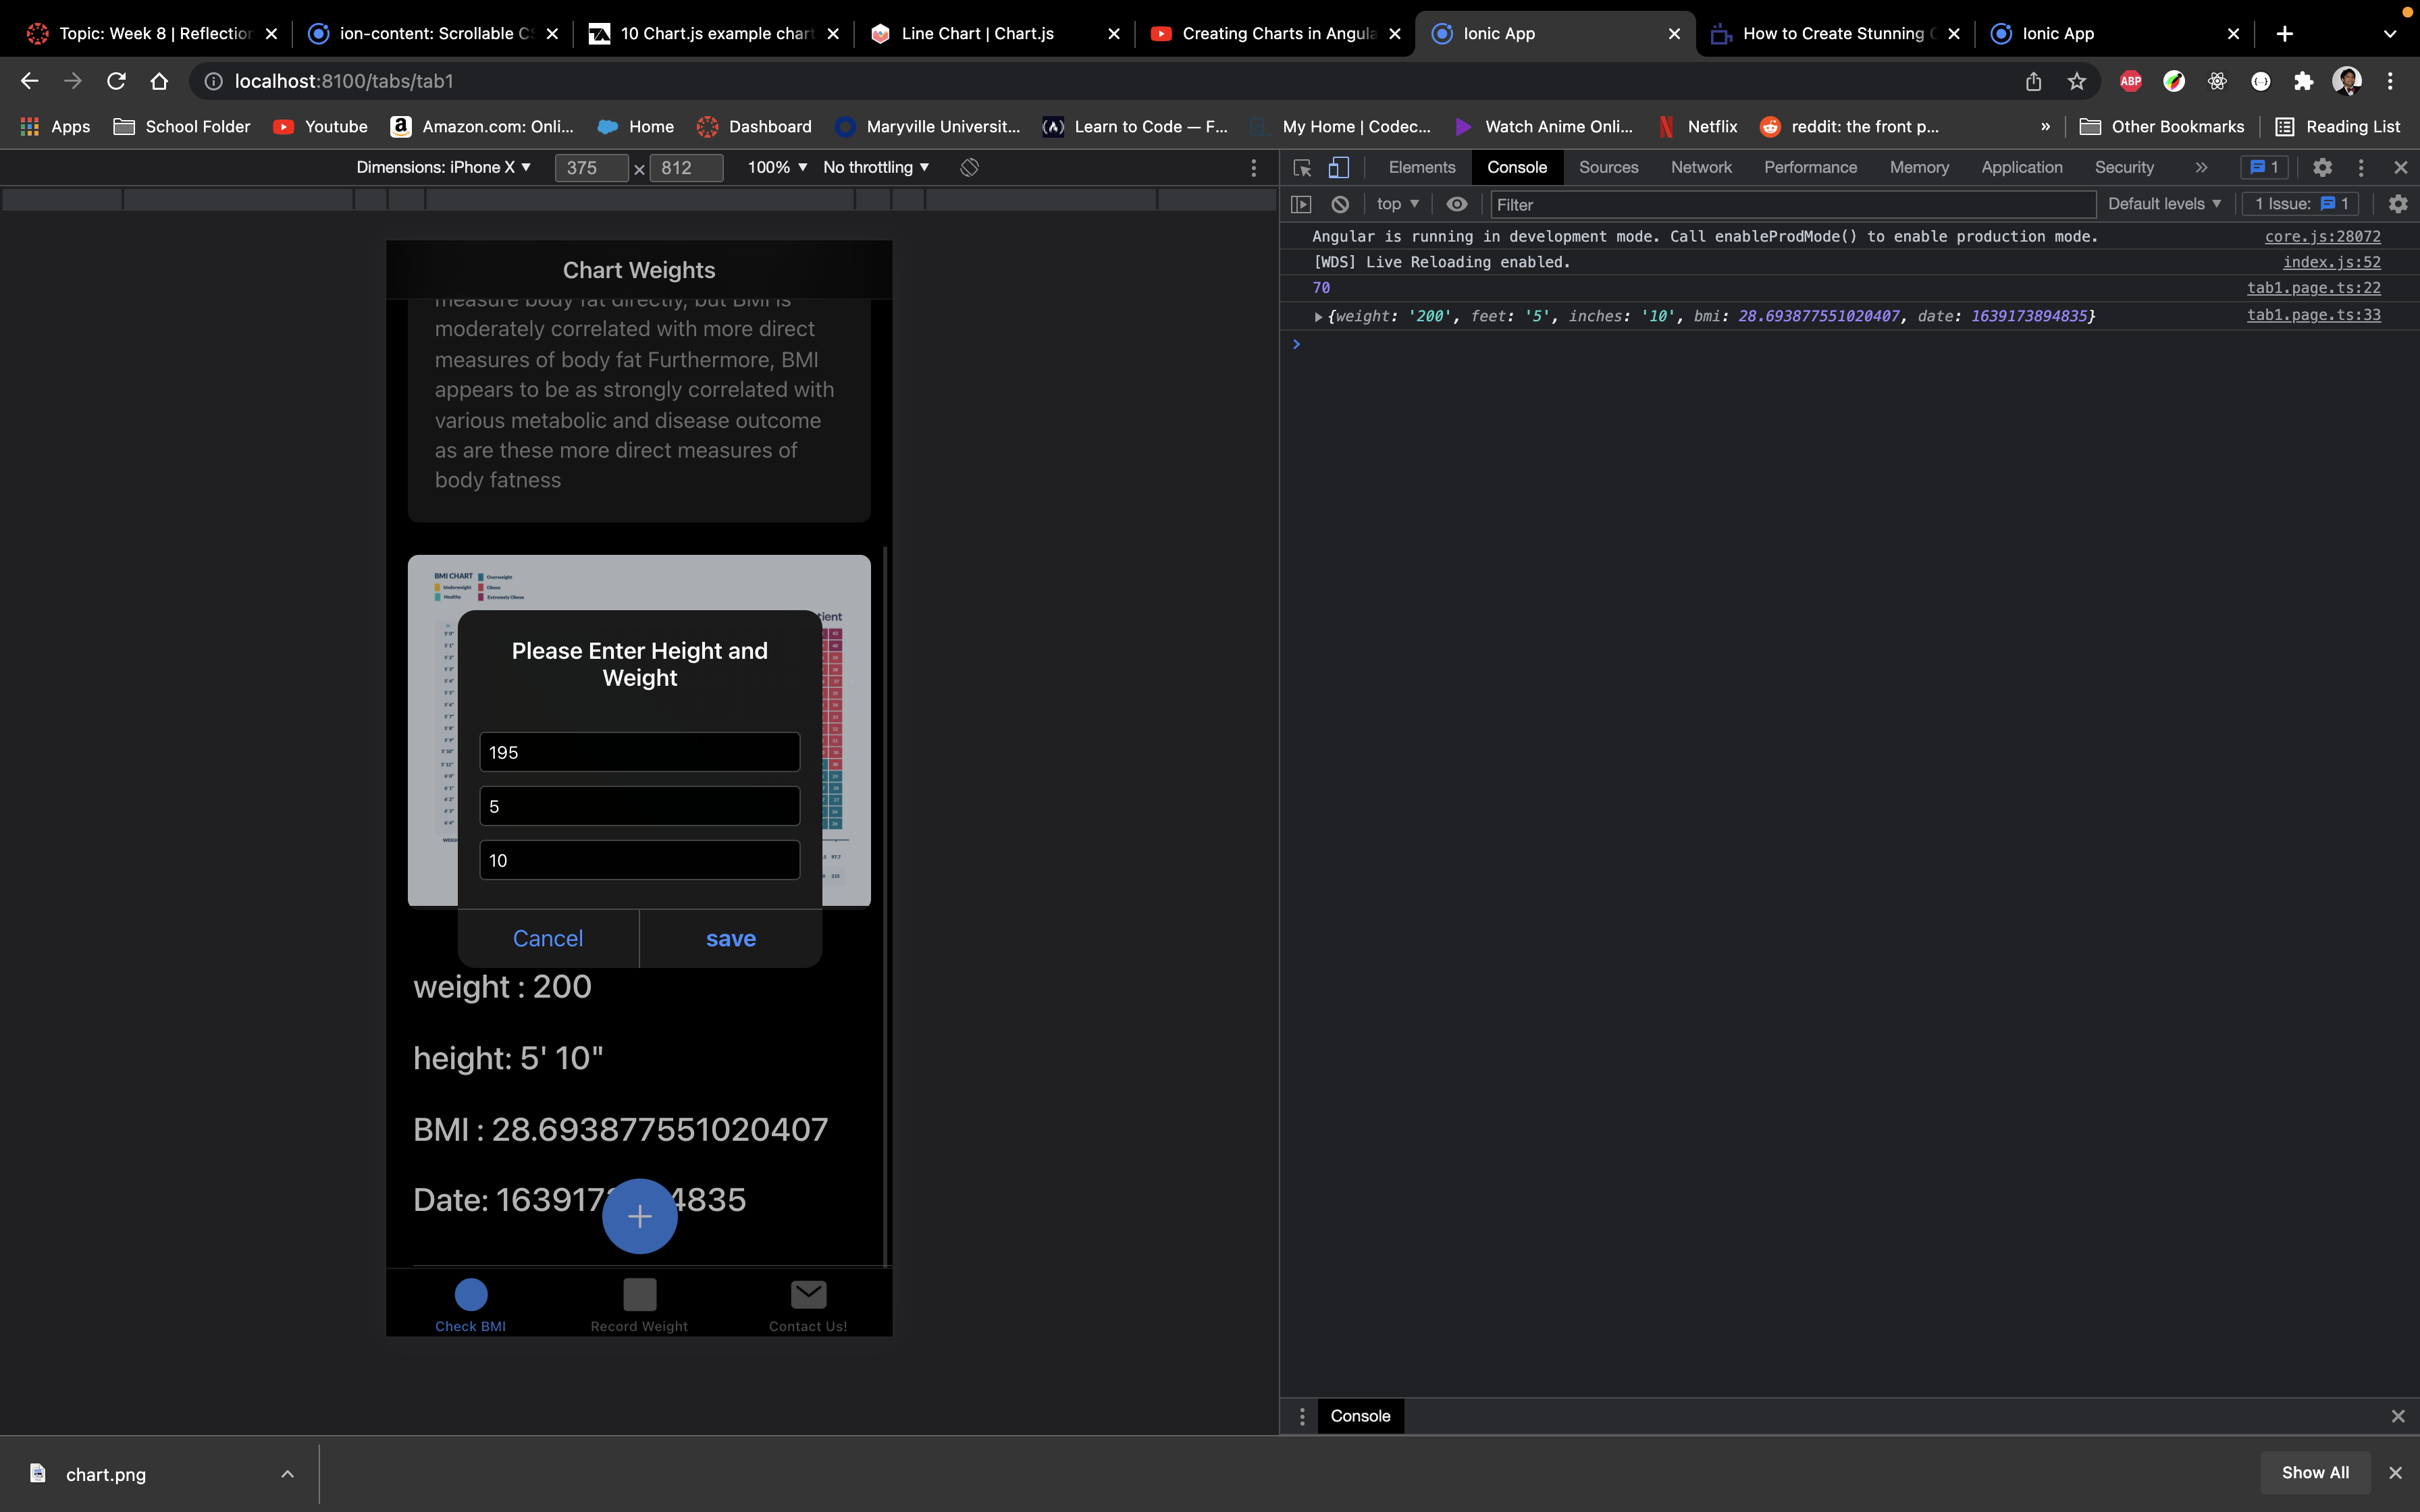 Topic: Week 8 | Reflection
ion-content: Scrollable CS
10 Chart.js example chart
Line Chart | Chart.js
Creating Charts in Angula
Ionic App
How to Create Stunning C
Ionic App
localhost:8100/tabs/tab1
ABP
Apps
School Folder
Youtube
Amazon.com: Onli...
Home
Dashboard
Maryville Universit...
Learn to Code — F...
My Home | Codec...
Watch Anime Onli...
Netflix
reddit: the front p...
»
Other Bookmarks
Reading List
Dimensions: iPhone X ▼
375
×
812
100% ▼
No throttling ▼
Elements
Console
Sources
Network
Performance
Memory
Application
Security
»
1
top ▼
Filter
Default levels ▼
1 Issue: 1
Angular is running in development mode. Call enableProdMode() to enable production mode.
core.js:28072
[WDS] Live Reloading enabled.
index.js:52
70
tab1.page.ts:22
{weight: '200', feet: '5', inches: '10', bmi: 28.693877551020407, date: 1639173894835}
tab1.page.ts:33
Chart Weights
measure body fat directly, but BMI is
moderately correlated with more direct
measures of body fat Furthermore, BMI
appears to be as strongly correlated with
various metabolic and disease outcome
as are these more direct measures of
body fatness
BMI CHART
Overweight
Underweight
Obese
Healthy
Extremely Obese
tient
Please Enter Height and
Weight
195
5
10
Cancel
save
weight : 200
height: 5' 10"
BMI : 28.693877551020407
Date: 163917 4835
Check BMI
Record Weight
Contact Us!
Console
chart.png
Show All